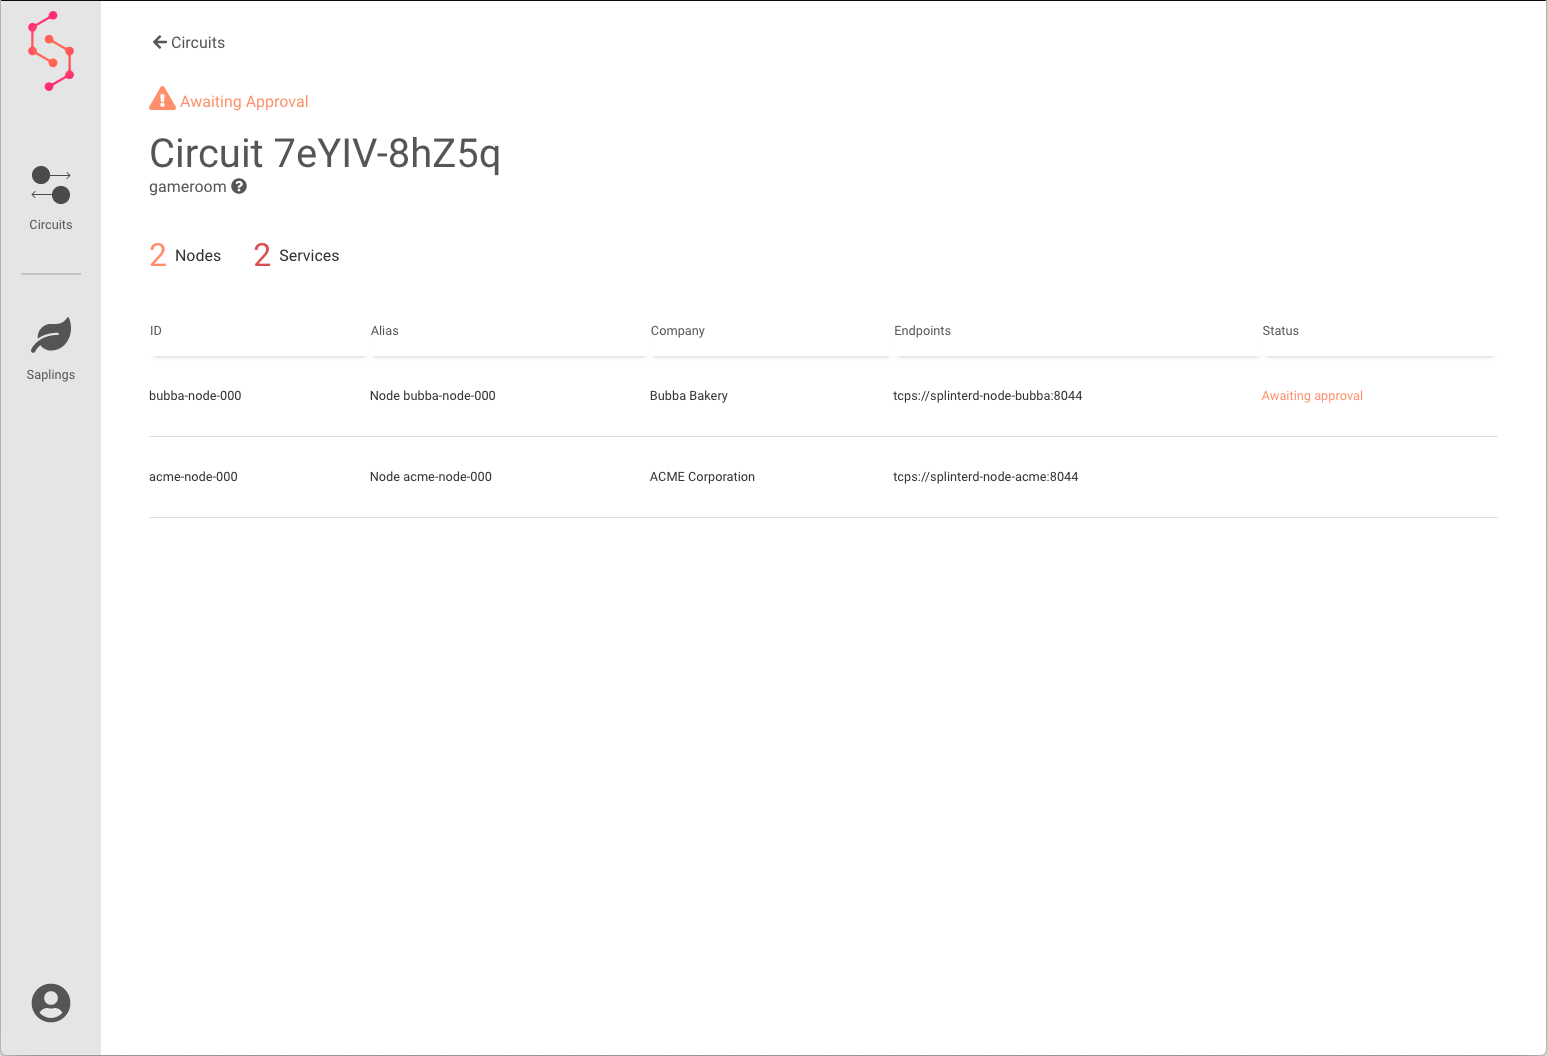 Circuits
Awaiting Approval
Circuit 7eYIV-8hZ5q
gameroom
2 Nodes 2 Services
Circuits
Saplings
ID Alias Company Endpoints Status
bubba-node-000 Node bubba-node-000 Bubba Bakery tcps://splinterd-node-bubba:8044 Awaiting approval
acme-node-000 Node acme-node-000 ACME Corporation tcps://splinterd-node-acme:8044